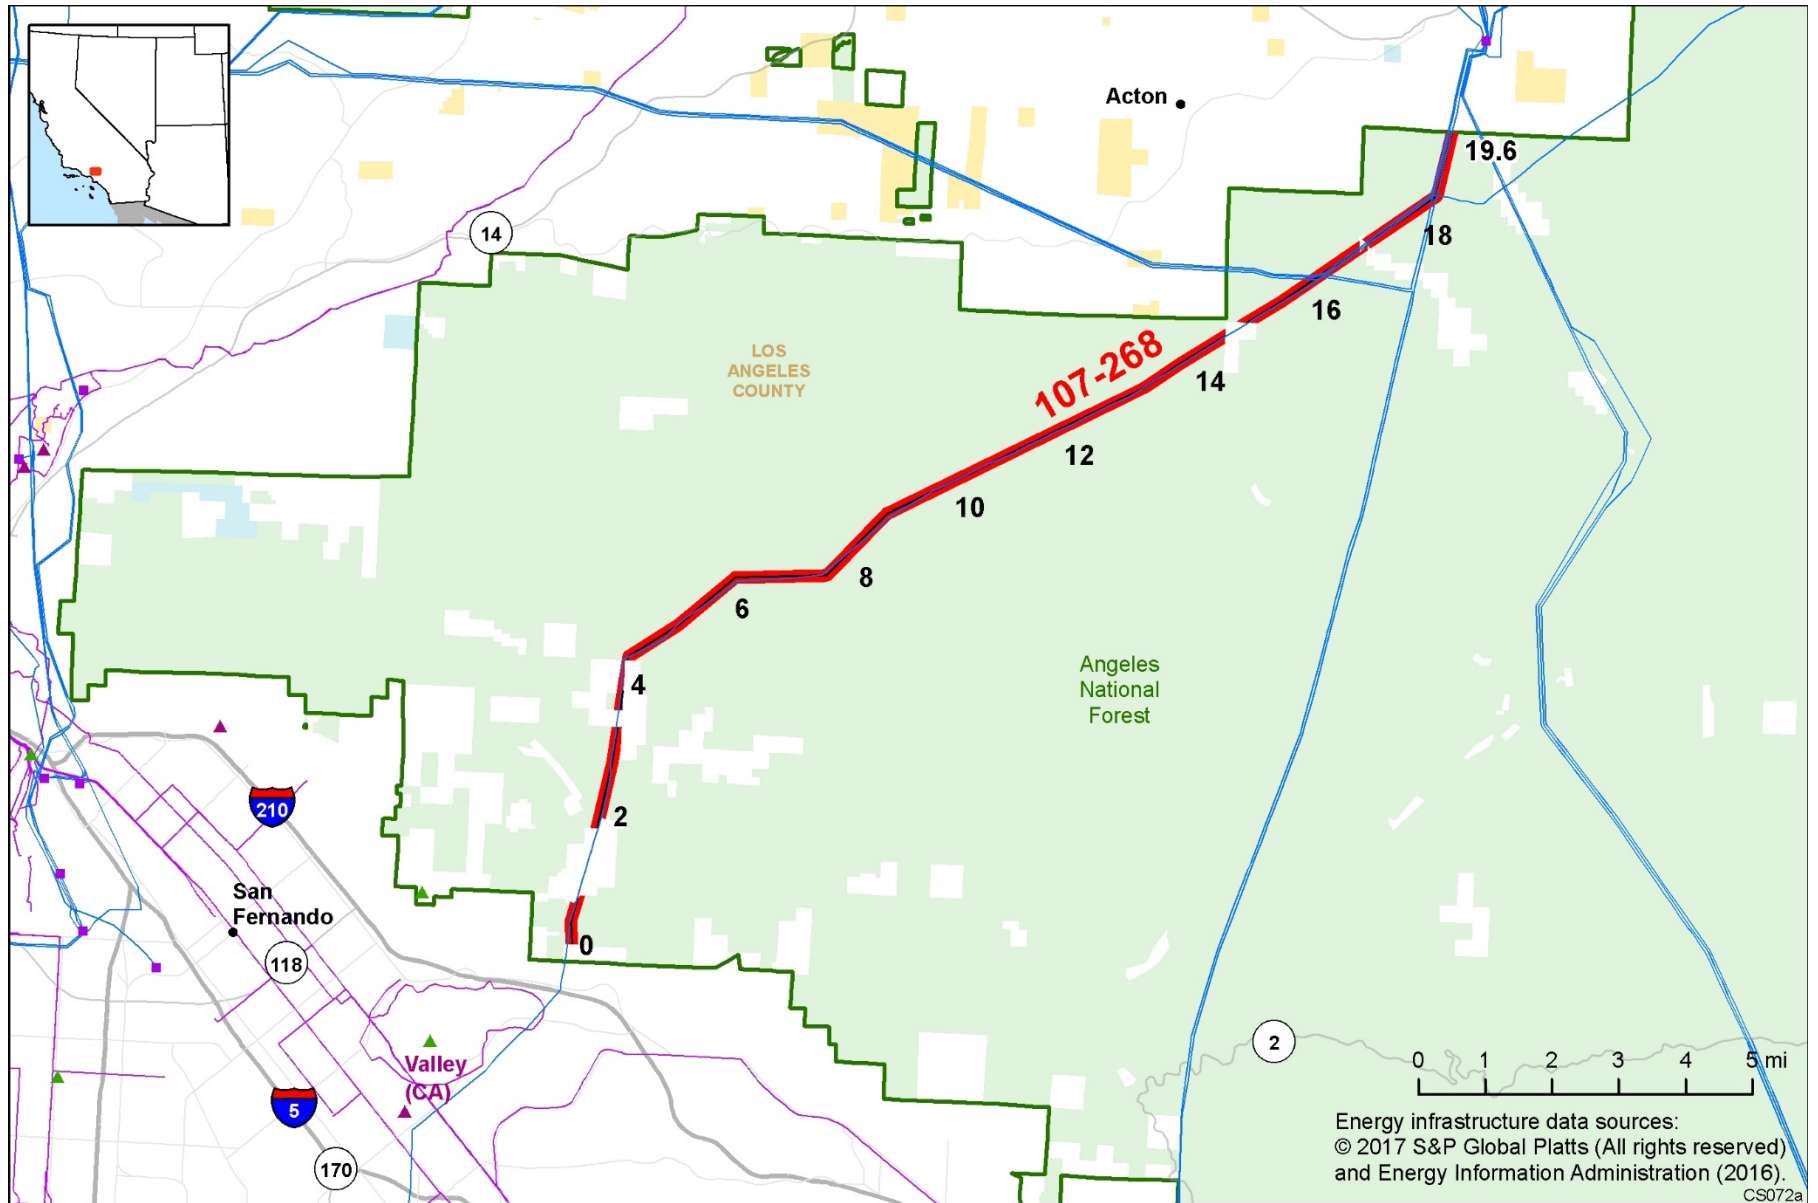 Acton
19.6
14
18
16
LOS
ANGELES
COUNTY
107-268
14
12
10
8
6
4
Angeles
National
Forest
2
210
San
Fernando
0
118
2
Valley
(CA)
0 1 2 3 4 5 mi
5
170
Energy infrastructure data sources:
© 2017 S&P Global Platts (All rights reserved)
and Energy Information Administration (2016).
CS072a